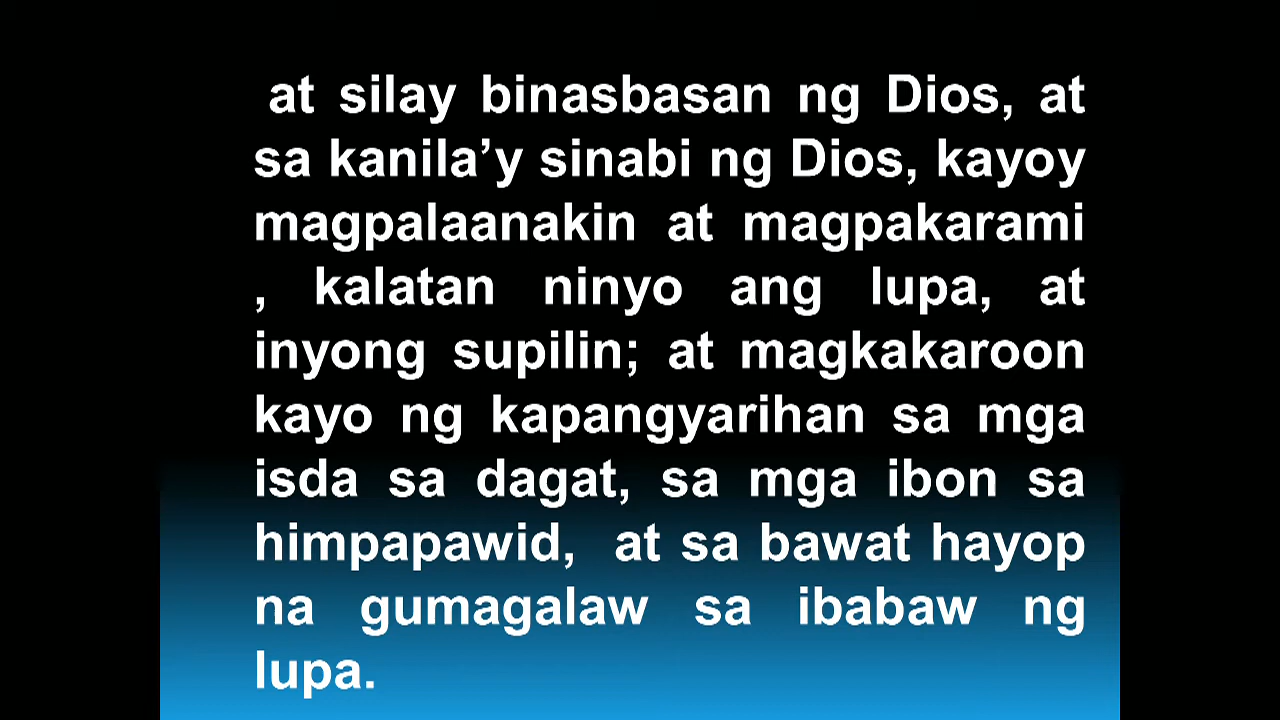 at silay binasbasan ng Dios, at
sa kanila’y sinabi ng Dios, kayoy
magpalaanakin at magpakarami
, kalatan ninyo ang lupa, at
inyong supilin; at magkakaroon
kayo ng kapangyarihan sa mga
isda sa dagat, sa mga ibon sa
himpapawid, at sa bawat hayop
na gumagalaw sa ibabaw ng
lupa.